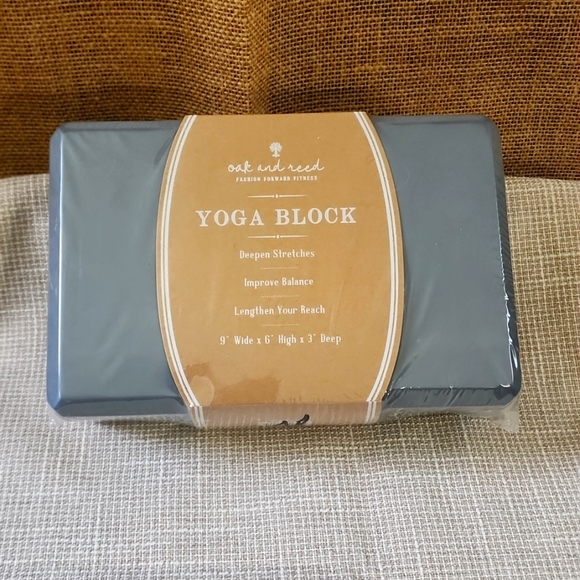 oak and reed
FASHION FORWARD FITNESS
YOGA BLOCK
Deepen Stretches
Improve Balance
Lengthen Your Reach
9" Wide x 6" High x 3" Deep